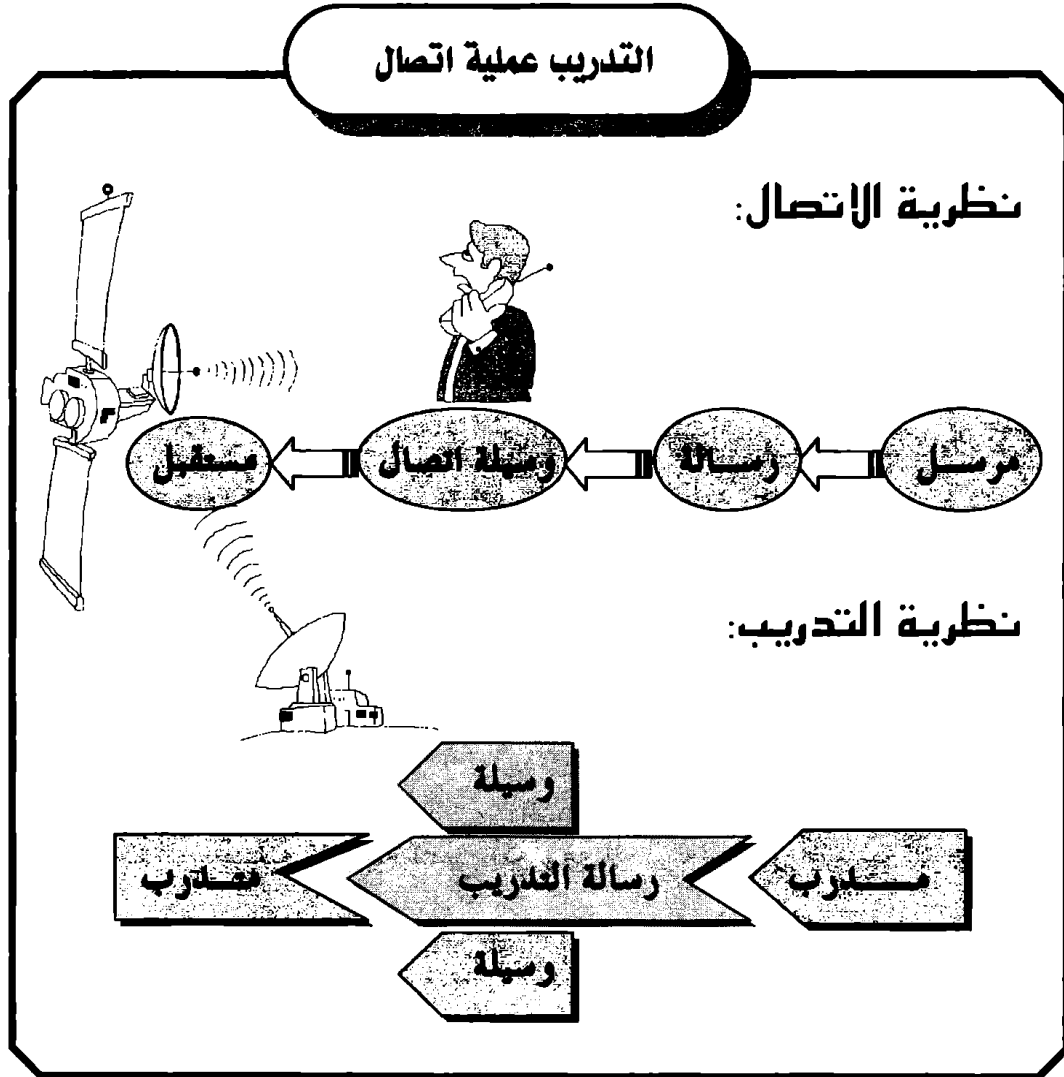 التدريب عملية اتصال
نظرية الاتصال:
مرسل رسالة وسيلة اتصال مستقبل
نظرية التدريب:
وسيلة
مدرب رسالة التدريب متدرب
وسيلة